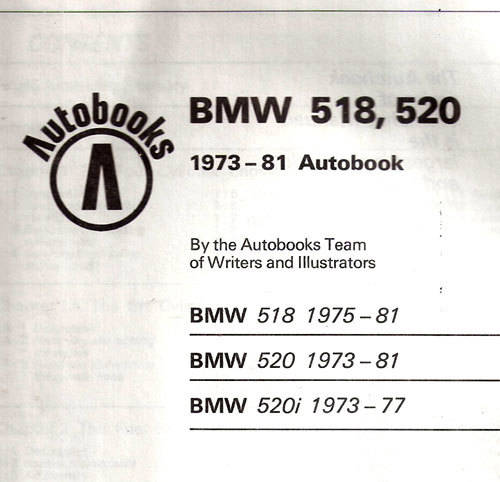 Autobooks
BMW 518, 520
1973-81 Autobook
By the Autobooks Team
of Writers and Illustrators
BMW 518 1975-81
BMW 520 1973-81
BMW 520i 1973-77